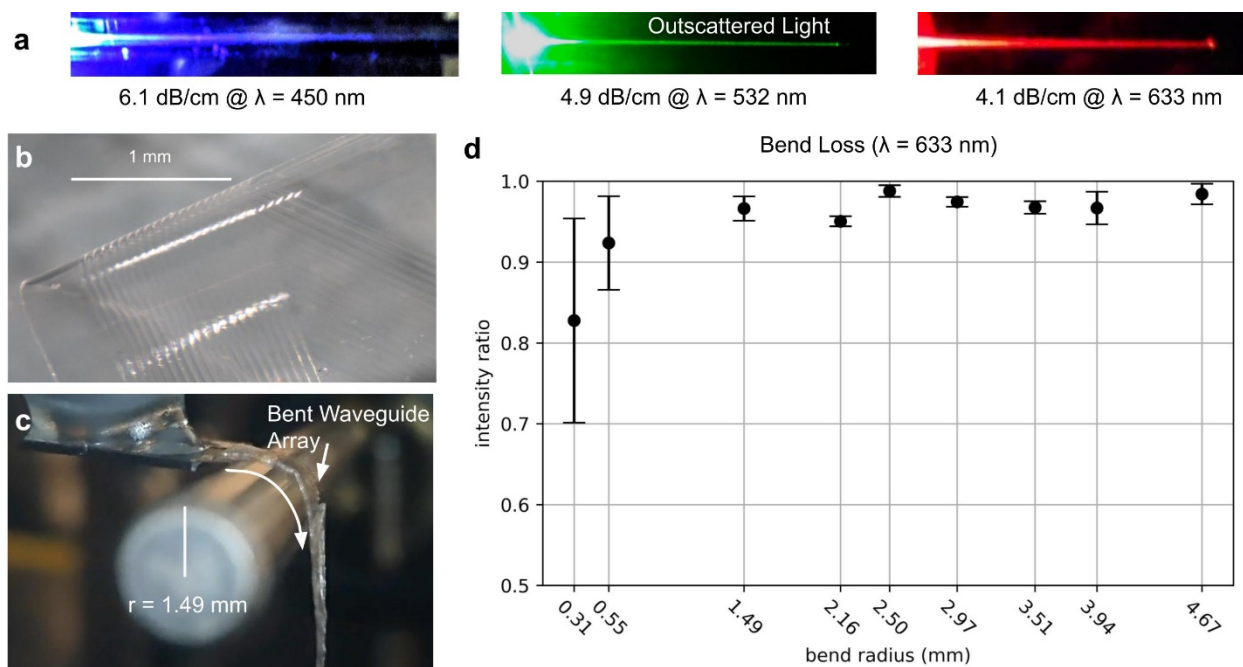 a
Outscattered Light
6.1 dB/cm @ λ = 450 nm
4.9 dB/cm @ λ = 532 nm
4.1 dB/cm @ λ = 633 nm
b
1 mm
c
Bent Waveguide
Array
r = 1.49 mm
d
Bend Loss (λ = 633 nm)
intensity ratio
1.0
0.9
0.8
0.7
0.6
0.5
0.31
0.55
1.49
2.16
2.50
2.97
3.51
3.94
4.67
bend radius (mm)